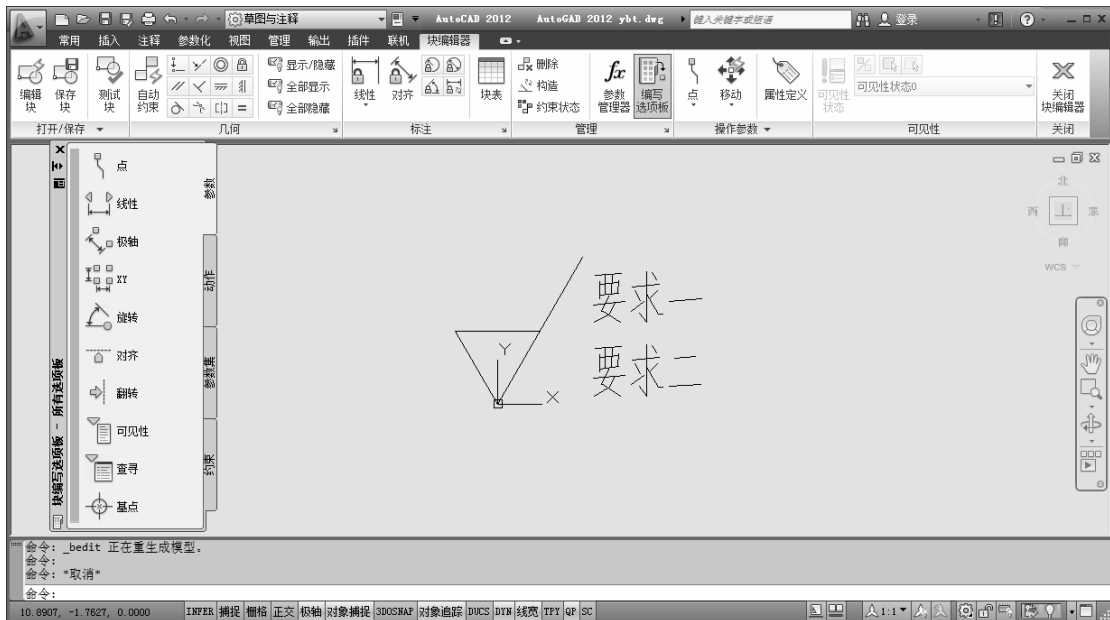 草图与注释
AutoCAD 2012 AutoGAD 2012 ybt.dwg
键入关键字或短语
登录
常用 插入 注释 参数化 视图 管理 输出 插件 联机 块编辑器
编辑块
保存块
测试块
自动约束
显示/隐藏
全部显示
全部隐藏
线性
对齐
块表
删除
构造
约束状态
fx
参数管理器
编写选项板
点
移动
属性定义
可见性状态
可见性状态0
关闭块编辑器
打开/保存 几何 标注 管理 操作参数 可见性 关闭
点
线性
极轴
XY
旋转
对齐
翻转
可见性
查寻
基点
参数
动作
参数集
约束
块编写选项板 - 所有选项板
要求一
要求二
Y
X
北
西 上 东
南
WCS
命令: _bedit 正在重生成模型。
命令:
命令: *取消*
命令:
10.8907, -1.7627, 0.0000 INFER 捕捉 栅格 正交 极轴 对象捕捉 3DOSNAP 对象追踪 DUCS DYN 线宽 TPY QP SC 1:1